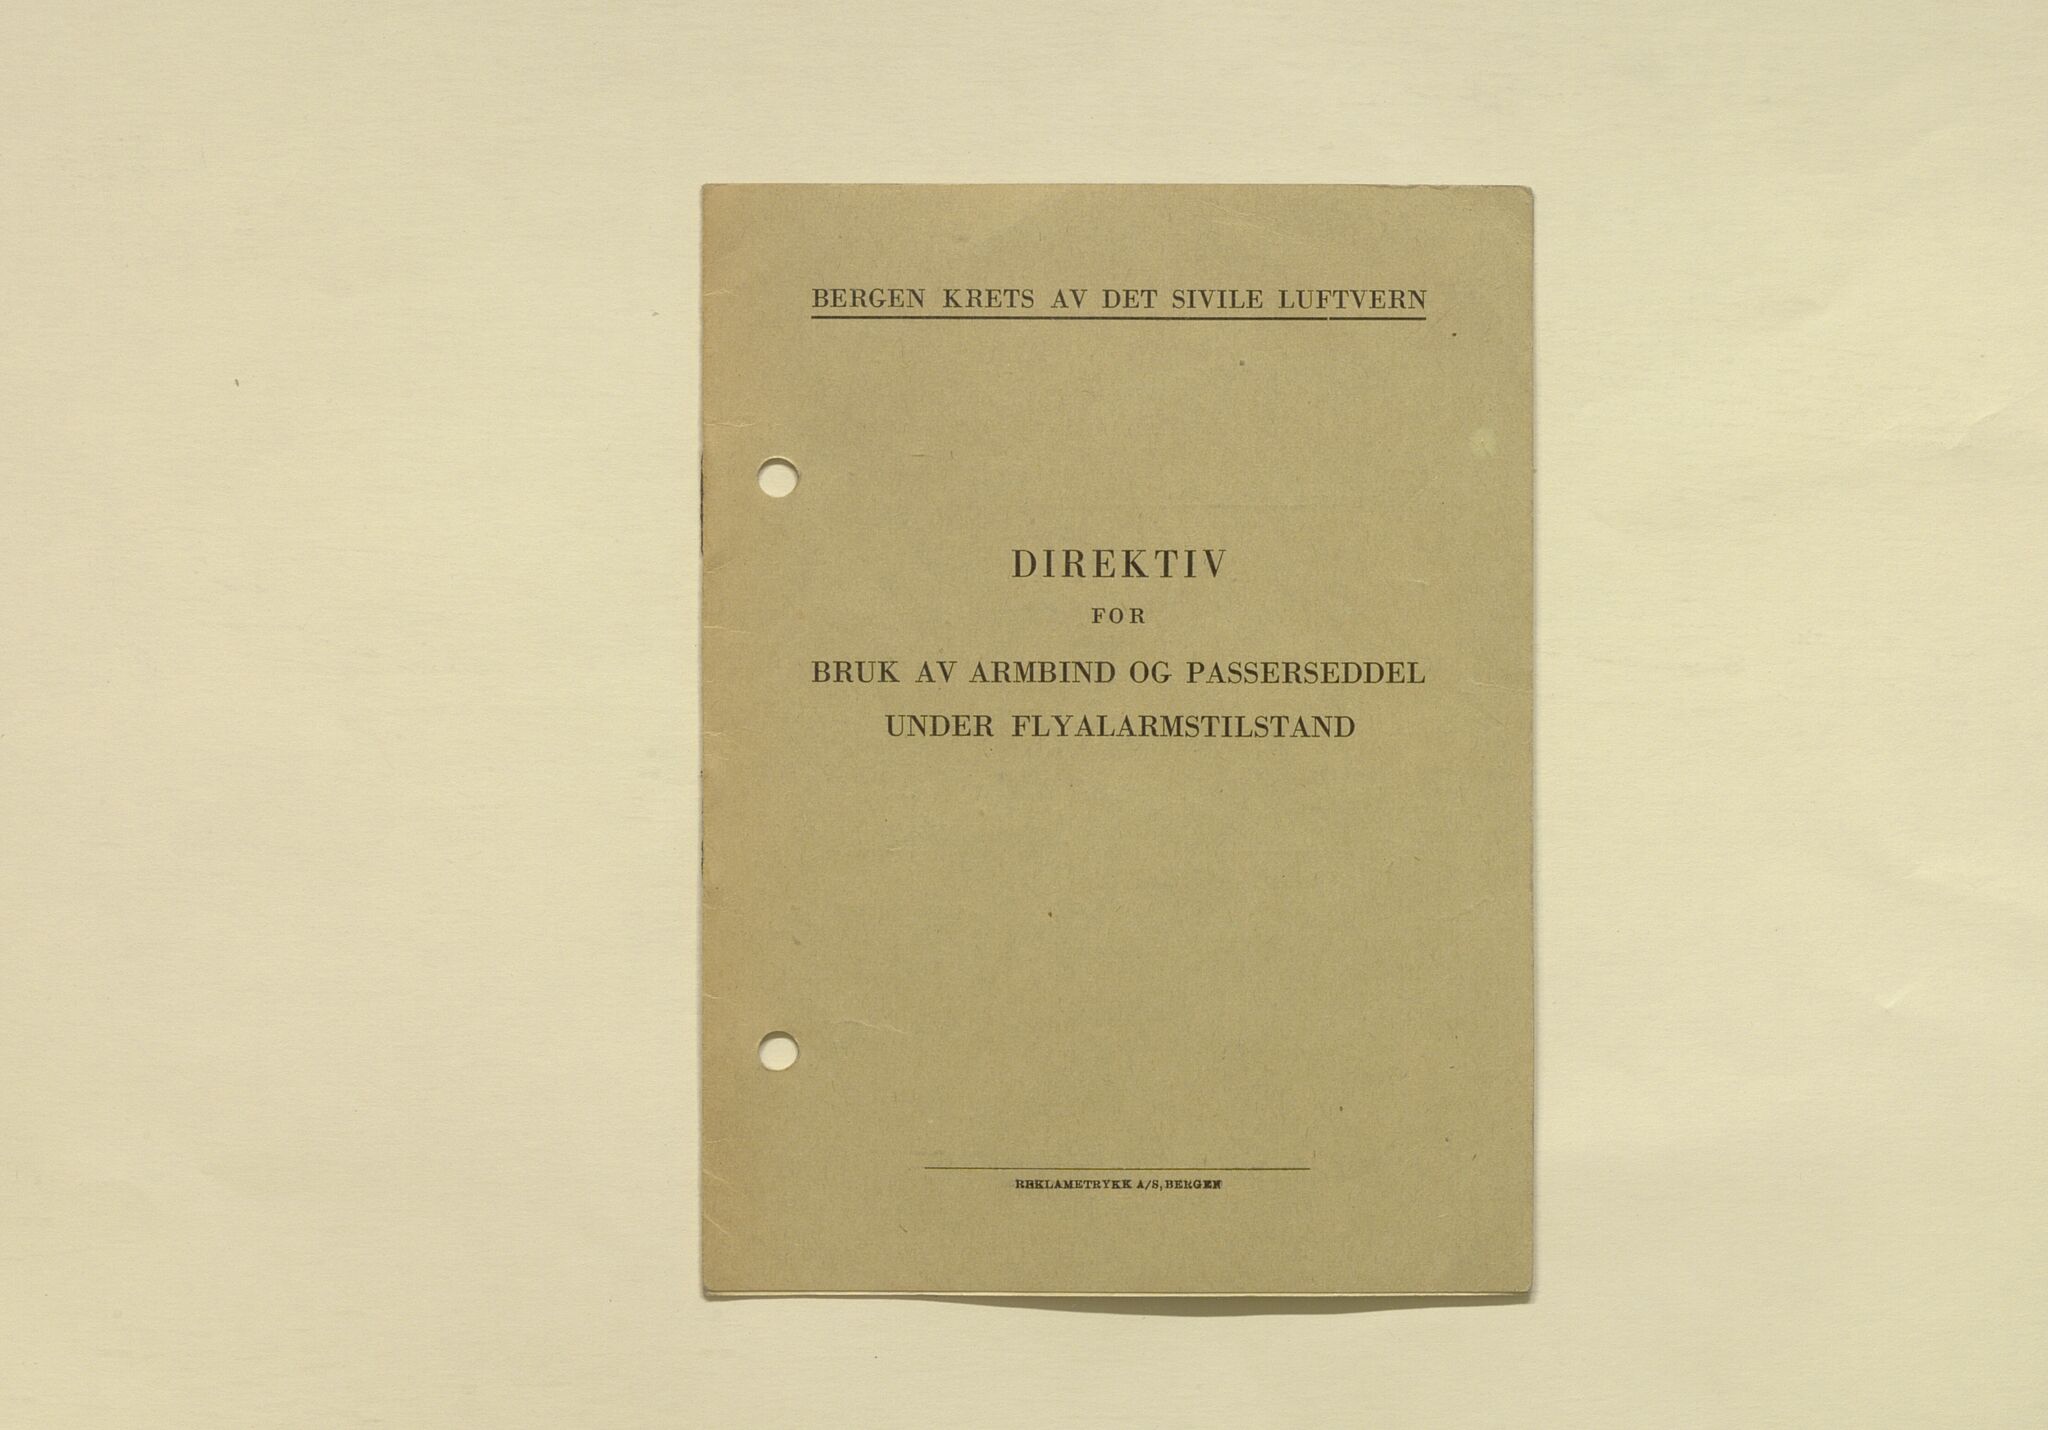 BERGEN KRETS AV DET SIVILE LUFTVERN
DIREKTIV
FOR
BRUK AV ARMBIND OG PASSERSEDDEL
UNDER FLYALARMSTILSTAND
REKLAMETRYKK A/S, BERGEN